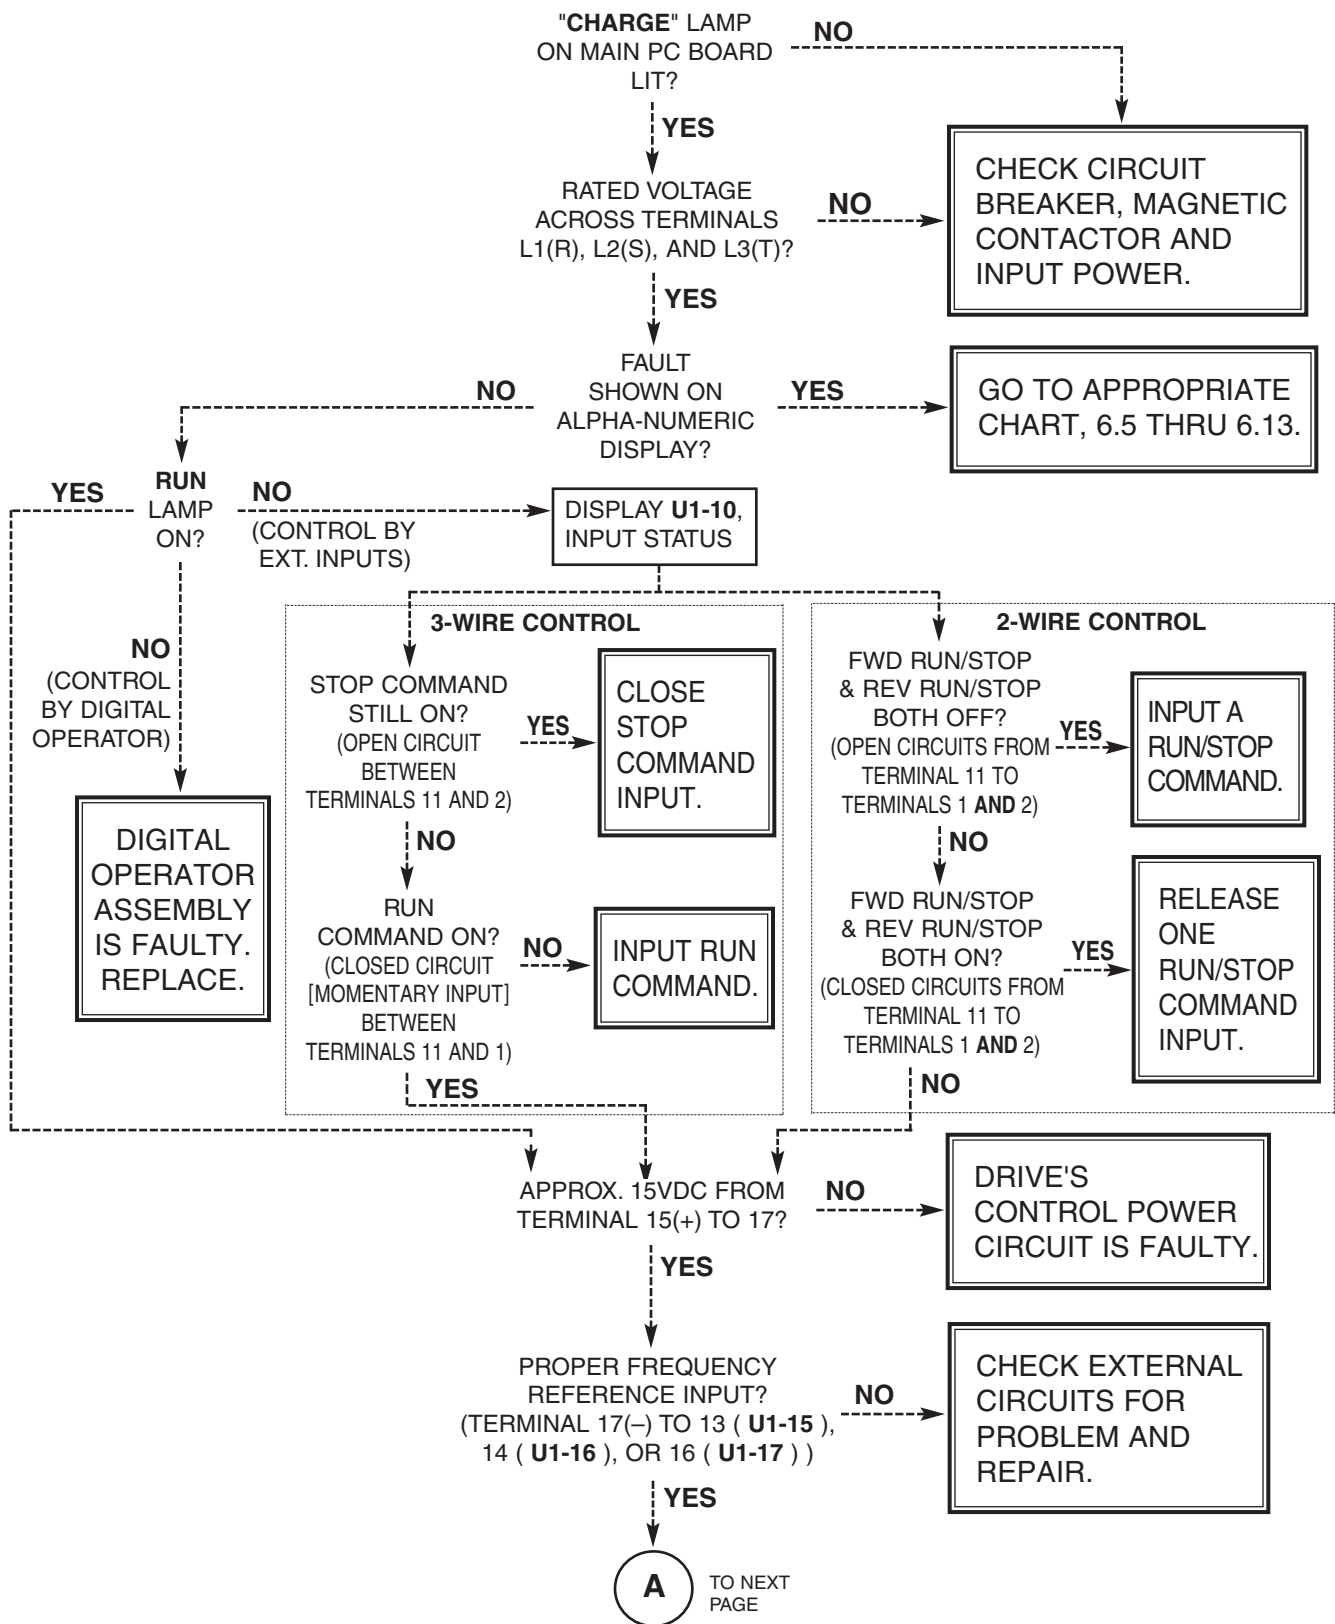 "CHARGE" LAMP
ON MAIN PC BOARD
LIT?
NO
YES
CHECK CIRCUIT
BREAKER, MAGNETIC
CONTACTOR AND
INPUT POWER.
RATED VOLTAGE
ACROSS TERMINALS
L1(R), L2(S), AND L3(T)?
NO
YES
FAULT
SHOWN ON
ALPHA-NUMERIC
DISPLAY?
NO
YES
GO TO APPROPRIATE
CHART, 6.5 THRU 6.13.
YES
RUN
LAMP
ON?
NO
(CONTROL BY
EXT. INPUTS)
DISPLAY U1-10,
INPUT STATUS
NO
(CONTROL
BY DIGITAL
OPERATOR)
DIGITAL
OPERATOR
ASSEMBLY
IS FAULTY.
REPLACE.
3-WIRE CONTROL
STOP COMMAND
STILL ON?
(OPEN CIRCUIT
BETWEEN
TERMINALS 11 AND 2)
YES
CLOSE
STOP
COMMAND
INPUT.
NO
RUN
COMMAND ON?
(CLOSED CIRCUIT
[MOMENTARY INPUT]
BETWEEN
TERMINALS 11 AND 1)
NO
INPUT RUN
COMMAND.
YES
2-WIRE CONTROL
FWD RUN/STOP
& REV RUN/STOP
BOTH OFF?
(OPEN CIRCUITS FROM
TERMINAL 11 TO
TERMINALS 1 AND 2)
YES
INPUT A
RUN/STOP
COMMAND.
NO
FWD RUN/STOP
& REV RUN/STOP
BOTH ON?
(CLOSED CIRCUITS FROM
TERMINAL 11 TO
TERMINALS 1 AND 2)
YES
RELEASE
ONE
RUN/STOP
COMMAND
INPUT.
NO
APPROX. 15VDC FROM
TERMINAL 15(+) TO 17?
NO
DRIVE'S
CONTROL POWER
CIRCUIT IS FAULTY.
YES
PROPER FREQUENCY
REFERENCE INPUT?
(TERMINAL 17(–) TO 13 ( U1-15 ),
14 ( U1-16 ), OR 16 ( U1-17 ) )
NO
CHECK EXTERNAL
CIRCUITS FOR
PROBLEM AND
REPAIR.
YES
A
TO NEXT
PAGE